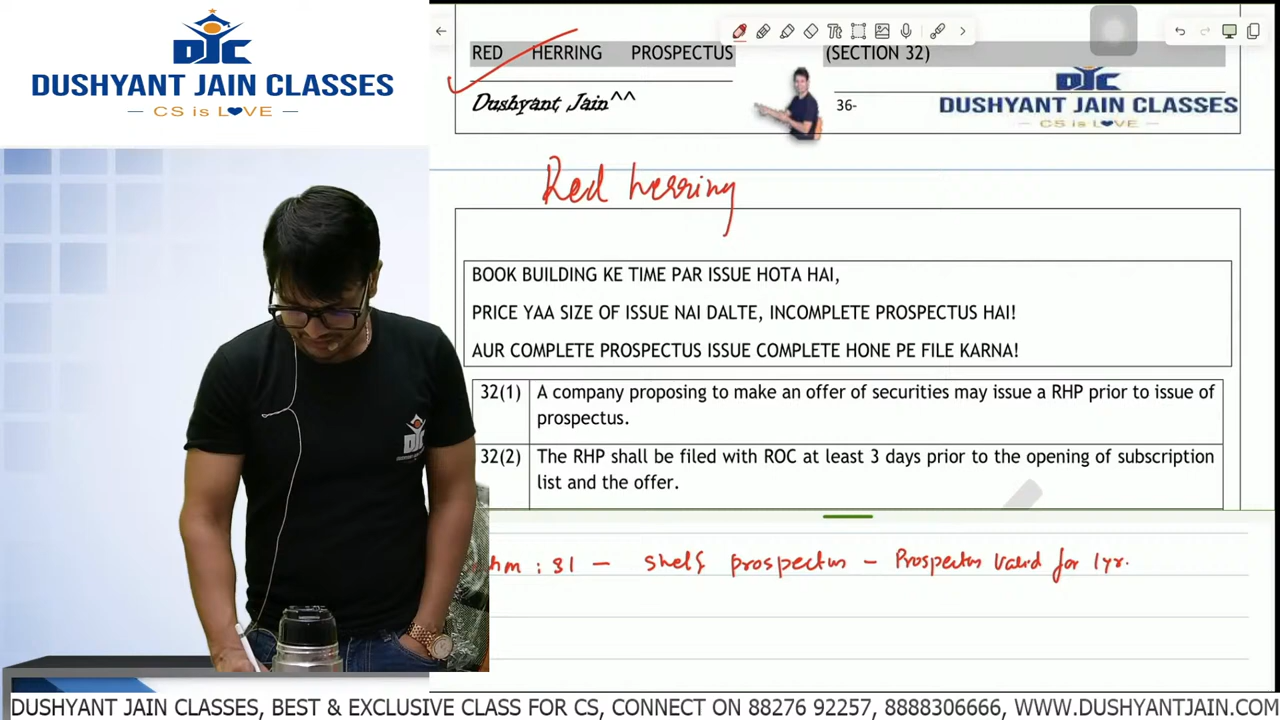 DJC
DUSHYANT JAIN CLASSES
CS is LOVE
RED HERRING PROSPECTUS (SECTION 32)
Dushyant Jain^^
36-
DUSHYANT JAIN CLASSES
CS is LOVE
Red herring
BOOK BUILDING KE TIME PAR ISSUE HOTA HAI,
PRICE YAA SIZE OF ISSUE NAI DALTE, INCOMPLETE PROSPECTUS HAI!
AUR COMPLETE PROSPECTUS ISSUE COMPLETE HONE PE FILE KARNA!
32(1) A company proposing to make an offer of securities may issue a RHP prior to issue of
prospectus.
32(2) The RHP shall be filed with ROC at least 3 days prior to the opening of subscription
list and the offer.
: 31 — Shelf prospectus — Prospectus Valid for 1yr.
DUSHYANT JAIN CLASSES, BEST & EXCLUSIVE CLASS FOR CS, CONNECT ON 88276 92257, 8888306666, WWW.DUSHYANTJAIN.COM